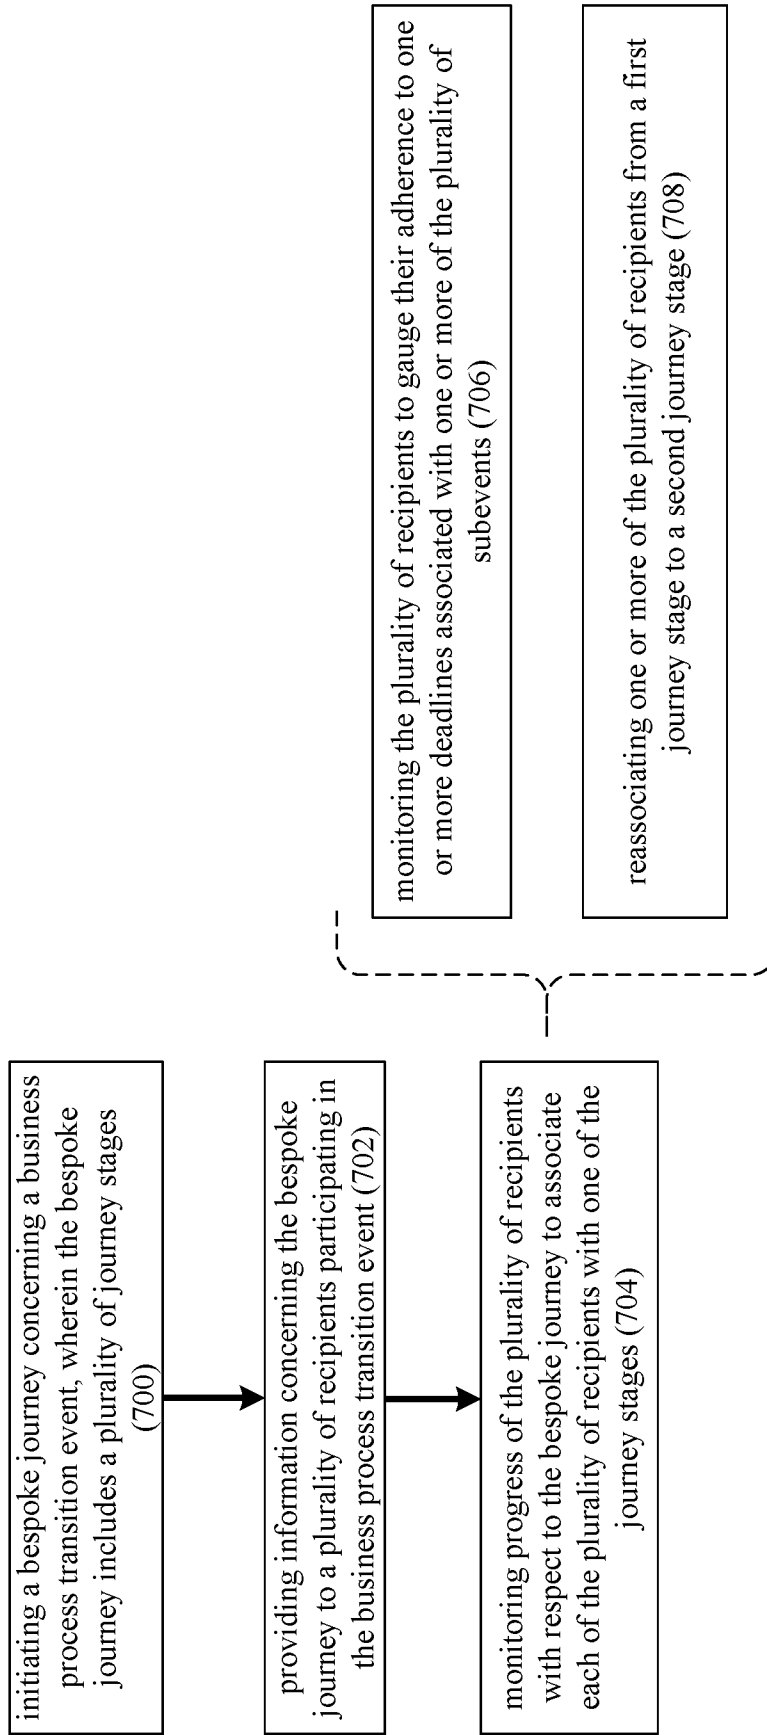 initiating a bespoke journey concerning a business
process transition event, wherein the bespoke
journey includes a plurality of journey stages
(700)
providing information concerning the bespoke
journey to a plurality of recipients participating in
the business process transition event (702)
monitoring progress of the plurality of recipients
with respect to the bespoke journey to associate
each of the plurality of recipients with one of the
journey stages (704)
monitoring the plurality of recipients to gauge their adherence to one
or more deadlines associated with one or more of the plurality of
subevents (706)
reassociating one or more of the plurality of recipients from a first
journey stage to a second journey stage (708)